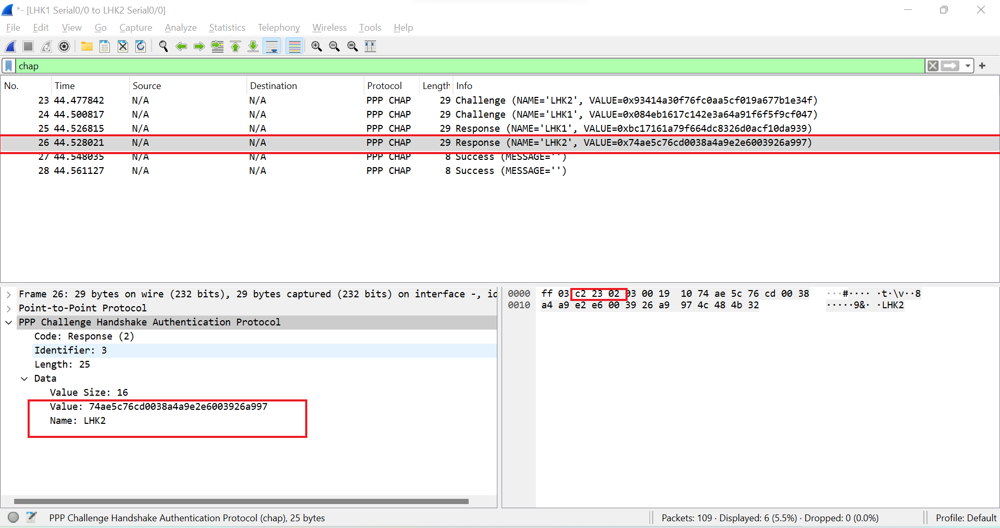 *- [LHK1 Serial0/0 to LHK2 Serial0/0]
File Edit View Go Capture Analyze Statistics Telephony Wireless Tools Help
chap
No. Time Source Destination Protocol Length Info
23 44.477842 N/A N/A PPP CHAP 29 Challenge (NAME='LHK2', VALUE=0x93414a30f76fc0aa5cf019a677b1e34f)
24 44.500817 N/A N/A PPP CHAP 29 Challenge (NAME='LHK1', VALUE=0x084eb1617c142e3a64a91f6f5f9cf047)
25 44.526815 N/A N/A PPP CHAP 29 Response (NAME='LHK1', VALUE=0xbc17161a79f664dc8326d0acf10da939)
26 44.528021 N/A N/A PPP CHAP 29 Response (NAME='LHK2', VALUE=0x74ae5c76cd0038a4a9e2e6003926a997)
27 44.548035 N/A N/A PPP CHAP 8 Success (MESSAGE='')
28 44.561127 N/A N/A PPP CHAP 8 Success (MESSAGE='')
Frame 26: 29 bytes on wire (232 bits), 29 bytes captured (232 bits) on interface -, id
Point-to-Point Protocol
PPP Challenge Handshake Authentication Protocol
Code: Response (2)
Identifier: 3
Length: 25
Data
Value Size: 16
Value: 74ae5c76cd0038a4a9e2e6003926a997
Name: LHK2
0000 ff 03 c2 23 02 03 00 19 10 74 ae 5c 76 cd 00 38 ···#···· ·t·\v··8
0010 a4 a9 e2 e6 00 39 26 a9 97 4c 48 4b 32 ·····9&· ·LHK2
PPP Challenge Handshake Authentication Protocol (chap), 25 bytes
Packets: 109 · Displayed: 6 (5.5%) · Dropped: 0 (0.0%)
Profile: Default